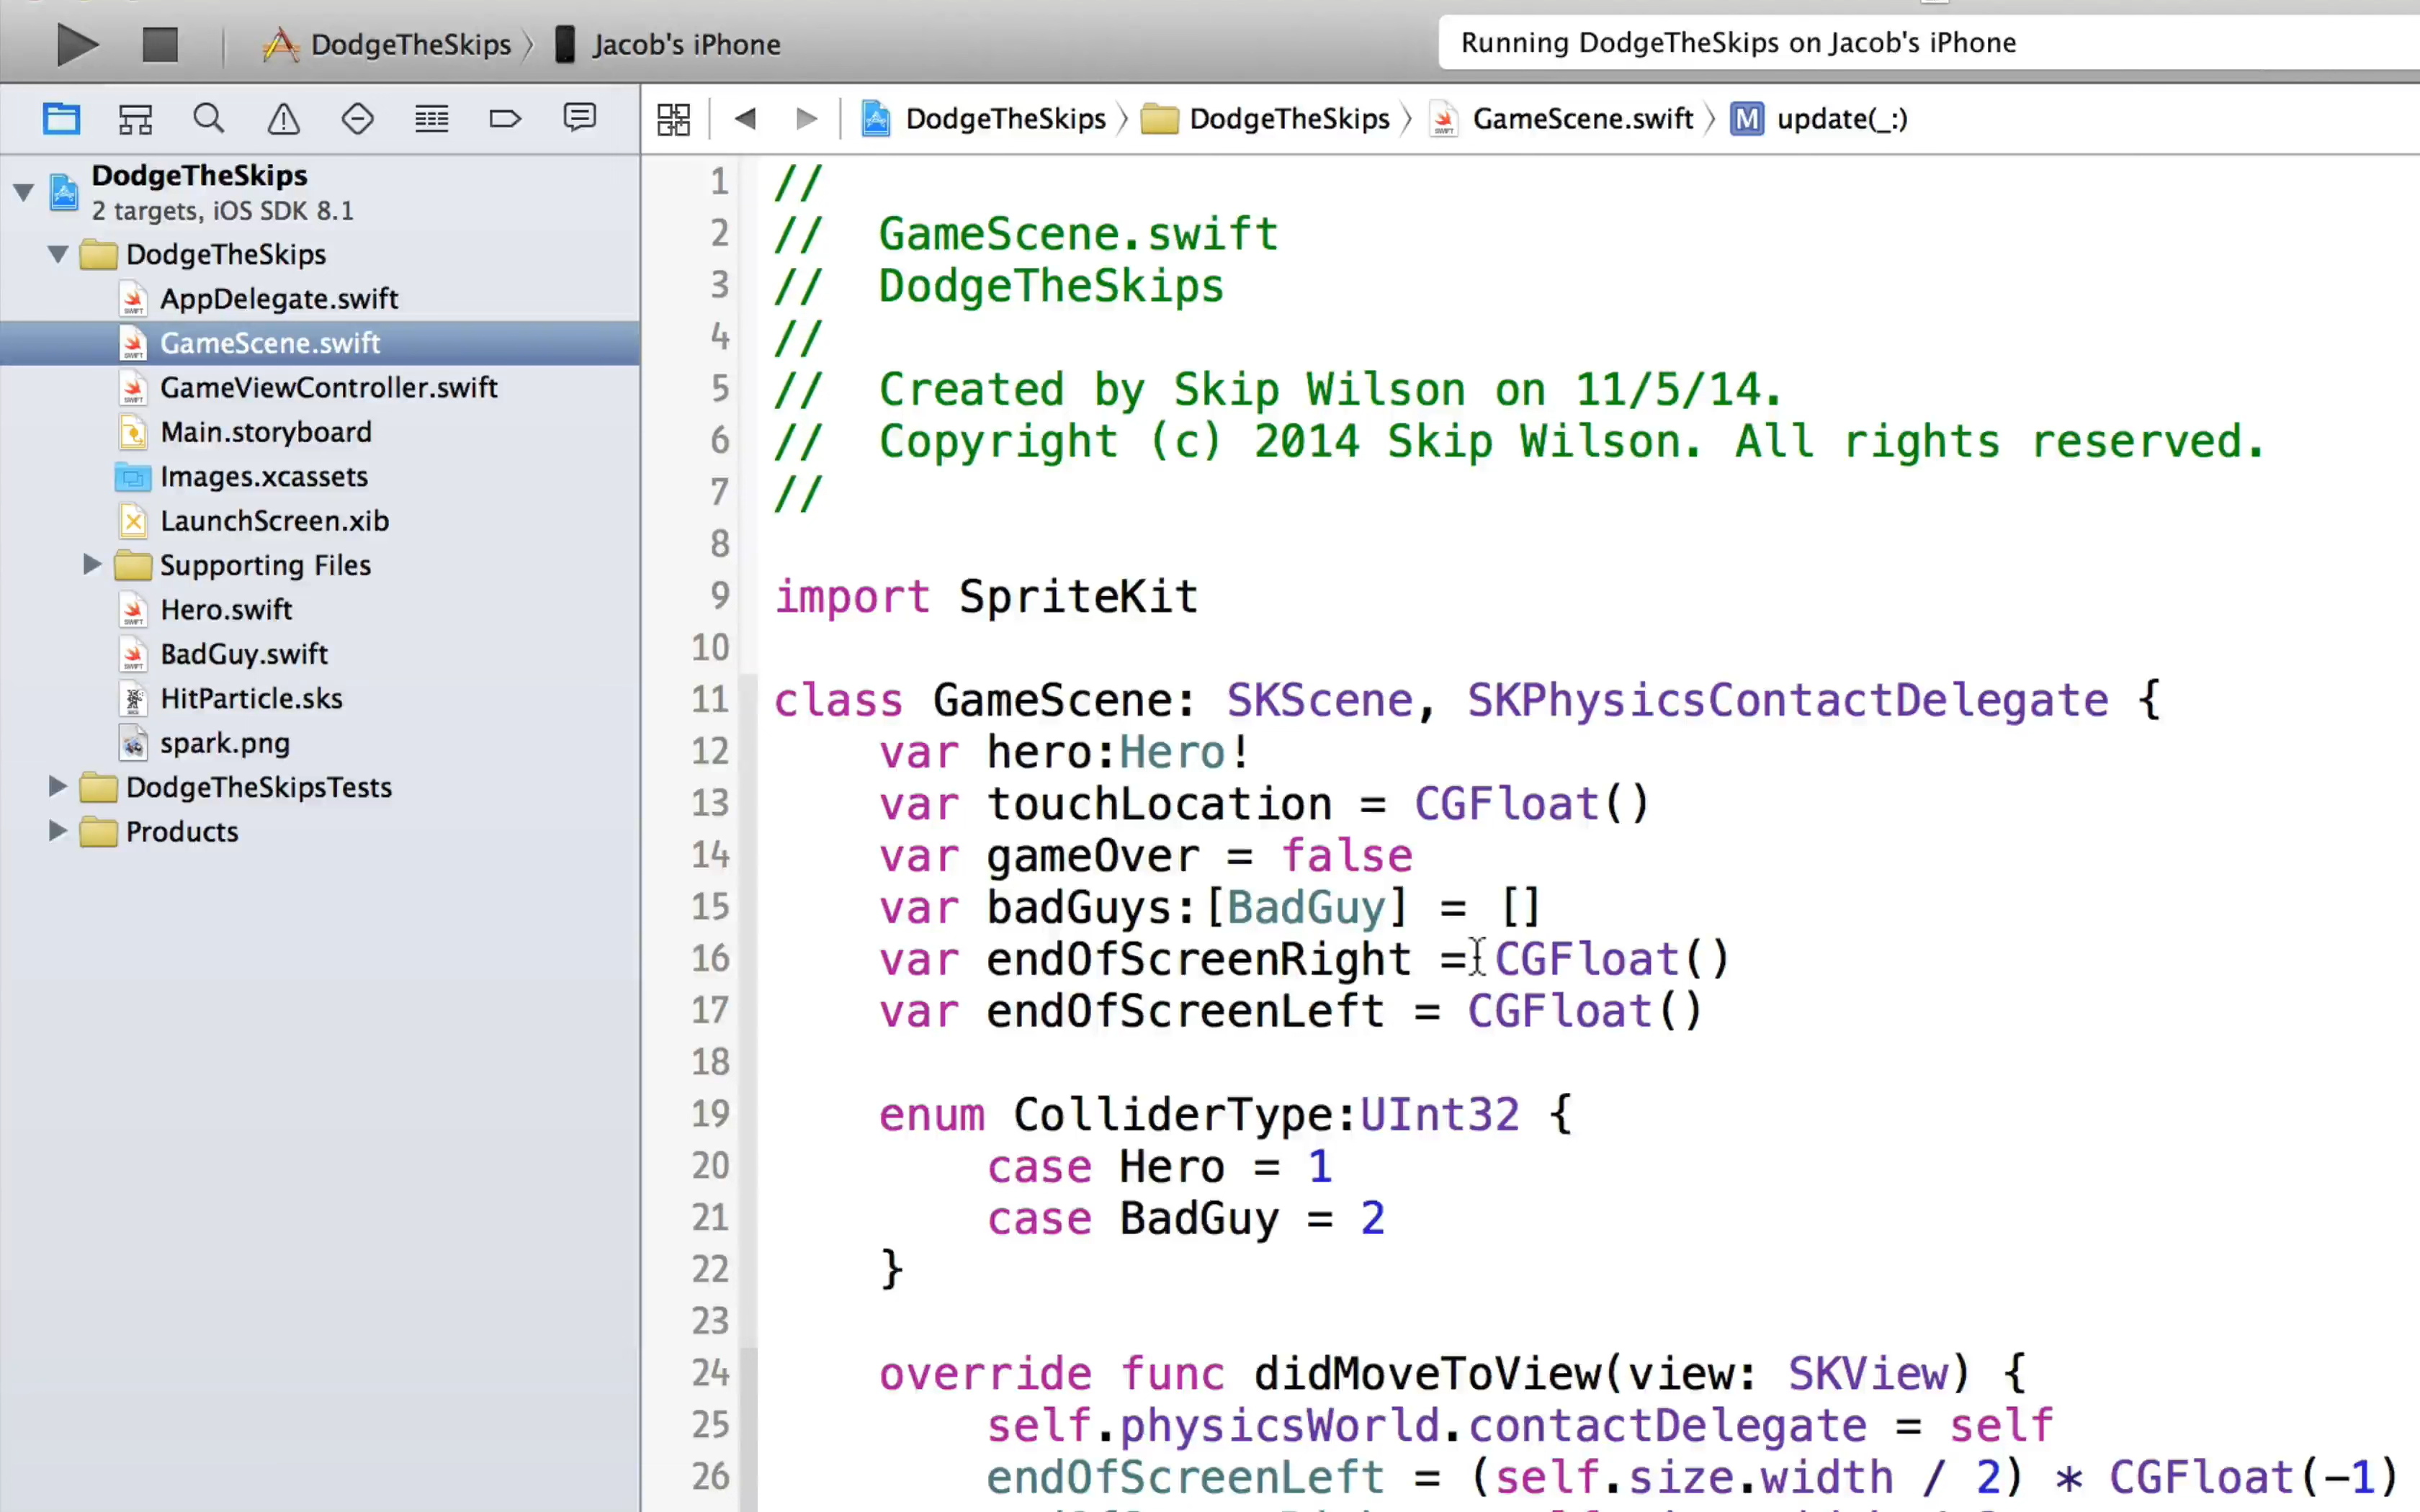 DodgeTheSkips 〉 Jacob's iPhone
Running DodgeTheSkips on Jacob's iPhone
DodgeTheSkips 〉 DodgeTheSkips 〉 GameScene.swift 〉 M update(_:)
DodgeTheSkips
2 targets, iOS SDK 8.1
DodgeTheSkips
AppDelegate.swift
GameScene.swift
GameViewController.swift
Main.storyboard
Images.xcassets
LaunchScreen.xib
Supporting Files
Hero.swift
BadGuy.swift
HitParticle.sks
spark.png
DodgeTheSkipsTests
Products
1 //
2 //  GameScene.swift
3 //  DodgeTheSkips
4 //
5 //  Created by Skip Wilson on 11/5/14.
6 //  Copyright (c) 2014 Skip Wilson. All rights reserved.
7 //
8
9 import SpriteKit
10
11 class GameScene: SKScene, SKPhysicsContactDelegate {
12     var hero:Hero!
13     var touchLocation = CGFloat()
14     var gameOver = false
15     var badGuys:[BadGuy] = []
16     var endOfScreenRight = CGFloat()
17     var endOfScreenLeft = CGFloat()
18
19     enum ColliderType:UInt32 {
20         case Hero = 1
21         case BadGuy = 2
22     }
23
24     override func didMoveToView(view: SKView) {
25         self.physicsWorld.contactDelegate = self
26         endOfScreenLeft = (self.size.width / 2) * CGFloat(-1)